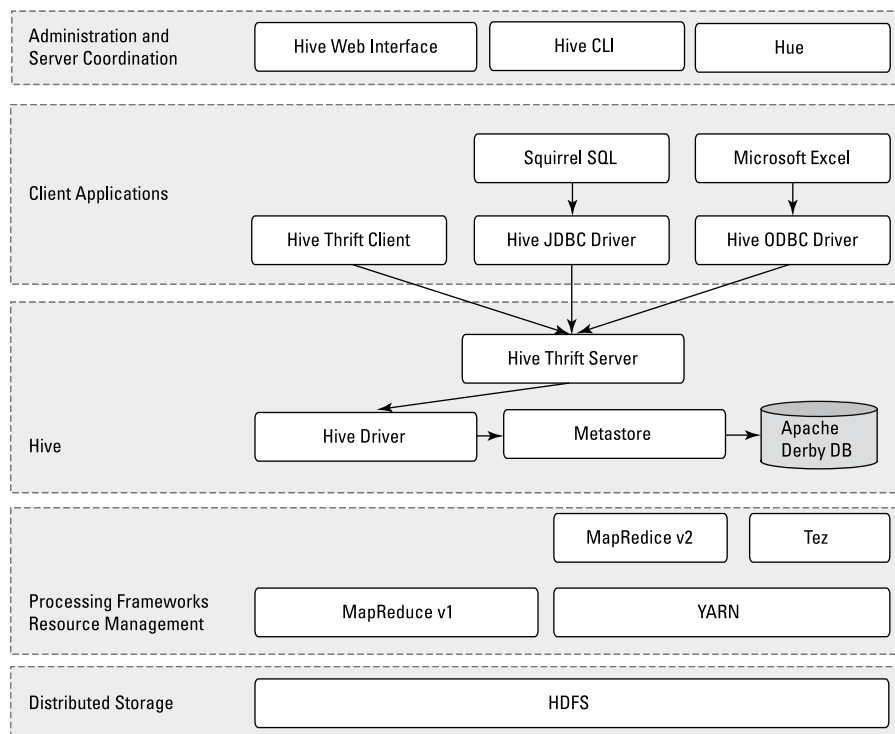 Administration and
Server Coordination
Hive Web Interface
Hive CLI
Hue
Client Applications
Squirrel SQL
Microsoft Excel
Hive Thrift Client
Hive JDBC Driver
Hive ODBC Driver
Hive
Hive Thrift Server
Hive Driver
Metastore
Apache
Derby DB
Processing Frameworks
Resource Management
MapRedice v2
Tez
MapReduce v1
YARN
Distributed Storage
HDFS